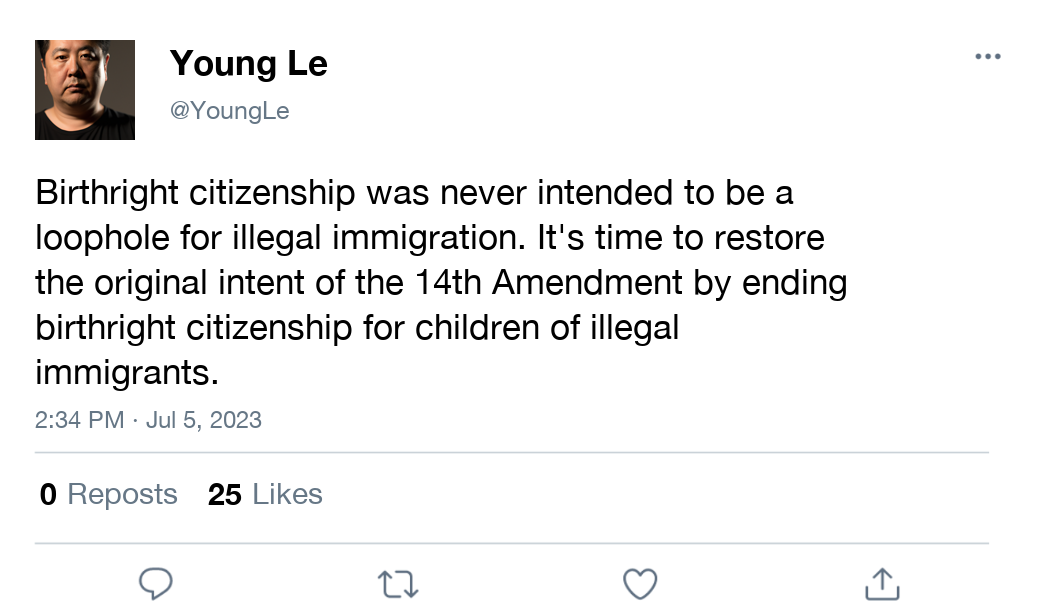 Young Le
@YoungLe
Birthright citizenship was never intended to be a
loophole for illegal immigration. It's time to restore
the original intent of the 14th Amendment by ending
birthright citizenship for children of illegal
immigrants.
2:34 PM · Jul 5, 2023
0 Reposts 25 Likes